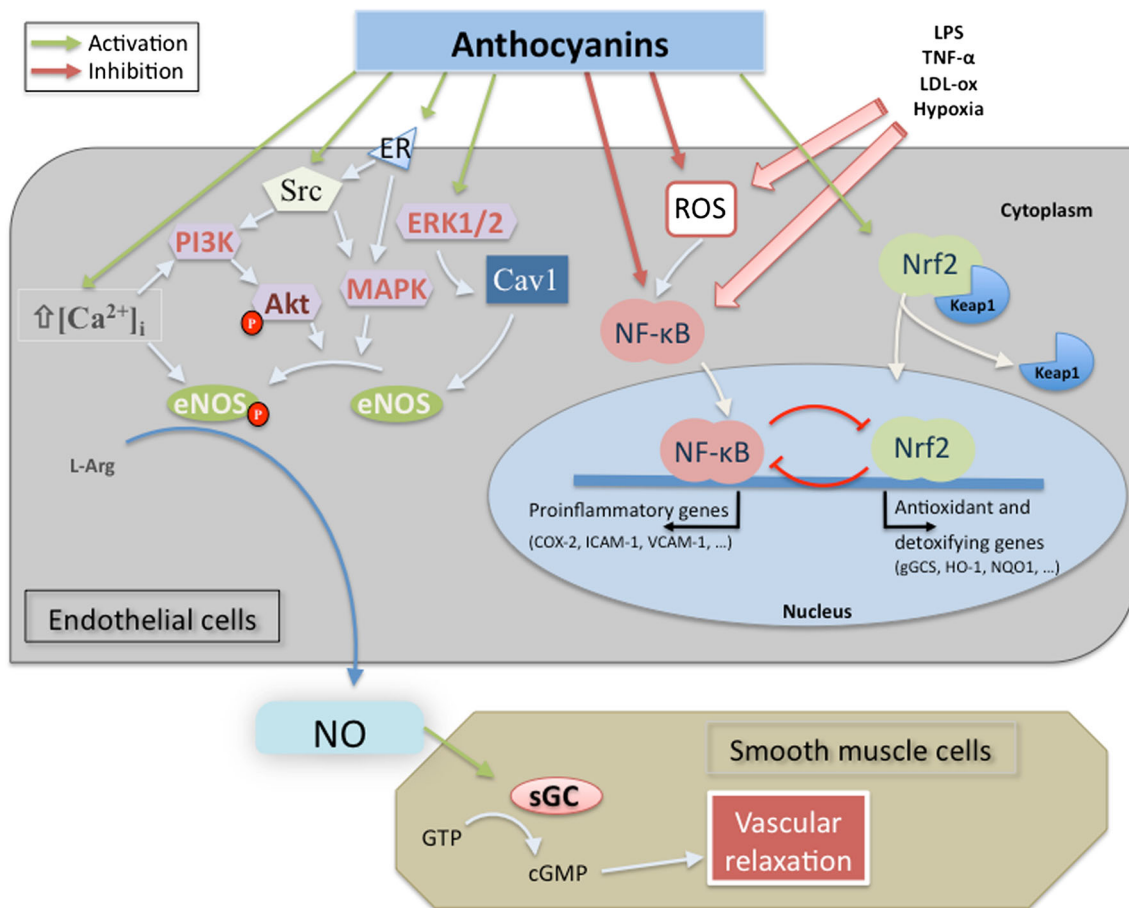 Activation
Inhibition
Anthocyanins
LPS
TNF-α
LDL-ox
Hypoxia
ER
Src
ROS
Cytoplasm
PI3K
ERK1/2
Nrf2
Keap1
⇧[Ca²⁺]ᵢ
Akt
P
MAPK
Cav1
NF-κB
Keap1
eNOS
P
eNOS
L-Arg
NF-κB
Nrf2
Proinflammatory genes
(COX-2, ICAM-1, VCAM-1, ...)
Antioxidant and
detoxifying genes
(gGCS, HO-1, NQO1, ...)
Nucleus
Endothelial cells
NO
Smooth muscle cells
sGC
GTP
cGMP
Vascular
relaxation